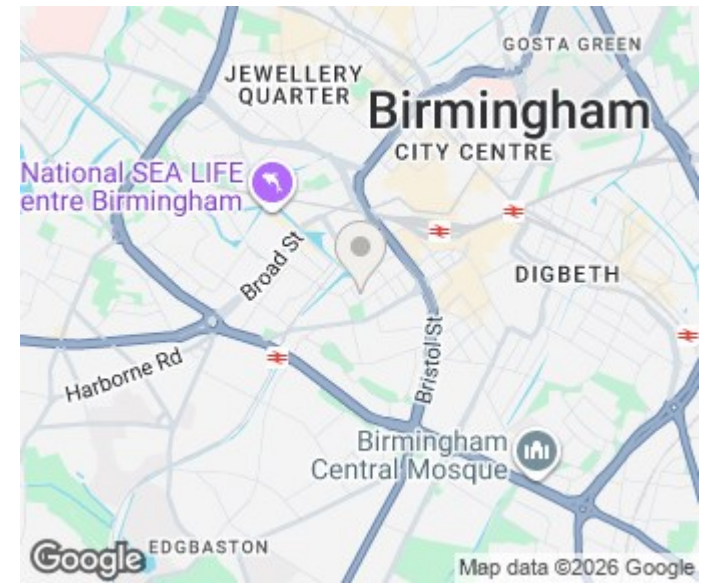 GOSTA GREEN
JEWELLERY
QUARTER
Birmingham
CITY CENTRE
National SEA LIFE
entre Birmingham
Broad St
DIGBETH
Bristol St
Harborne Rd
Birmingham
Central Mosque
EDGBASTON
Google
Map data ©2026 Google